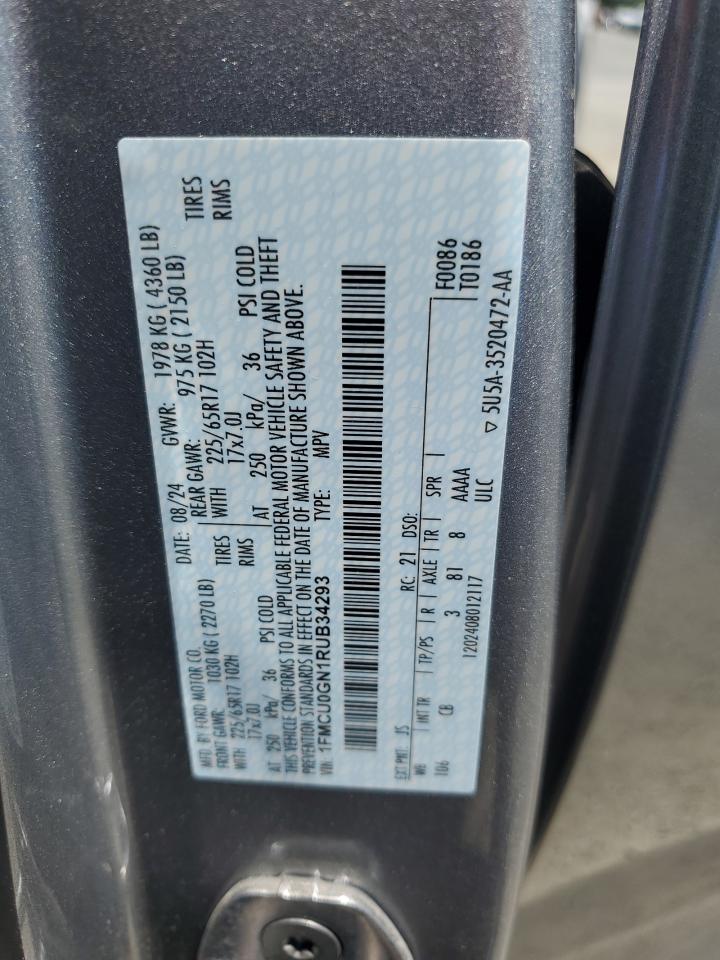 MFD. BY FORD MOTOR CO. DATE: 08/24 GVWR: 1978 KG ( 4360 LB)
FRONT GAWR: 1030 KG ( 2270 LB) REAR GAWR: 975 KG ( 2150 LB)
WITH 225/65R17 102H TIRES WITH 225/65R17 102H TIRES
17x7.0J RIMS 17x7.0J RIMS
AT 250 kPa/ 36 PSI COLD AT 250 kPa/ 36 PSI COLD
THIS VEHICLE CONFORMS TO ALL APPLICABLE FEDERAL MOTOR VEHICLE SAFETY AND THEFT
PREVENTION STANDARDS IN EFFECT ON THE DATE OF MANUFACTURE SHOWN ABOVE.
VIN: 1FMCU0GN1RUB34293 TYPE: MPV
EXT PNT: JS RC: 21 DSO: F0086
WB INT TR TP/PS R AXLE TR SPR T0186
106 CB 3 81 8 AAAA
1202408012117 ULC ▽ 5U5A-3520472-AA